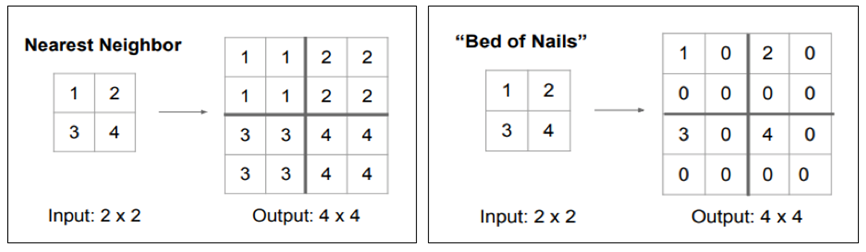 Nearest Neighbor
1 2
3 4
1 1 2 2
1 1 2 2
3 3 4 4
3 3 4 4
Input: 2 x 2
Output: 4 x 4
“Bed of Nails”
1 2
3 4
1 0 2 0
0 0 0 0
3 0 4 0
0 0 0 0
Input: 2 x 2
Output: 4 x 4